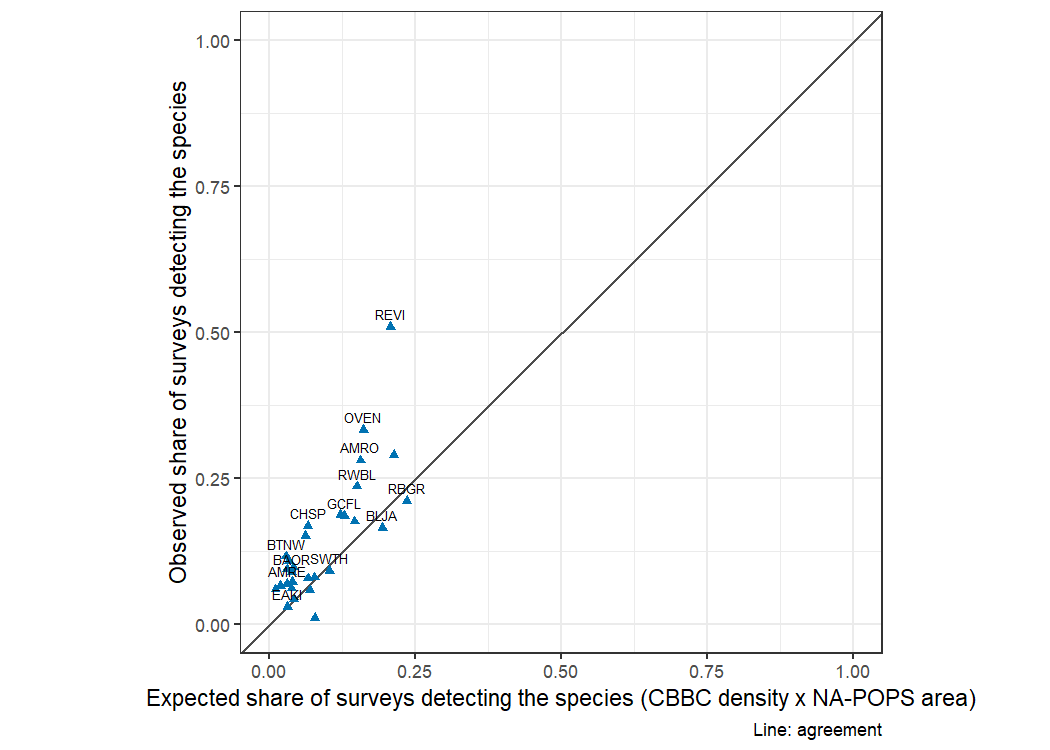 1.00
0.75
0.50
0.25
0.00
Observed share of surveys detecting the species
REVI
OVEN
AMRO
RWBL
RBGR
GCFL
BLJA
CHSP
BTNW
BAOR
SWTH
AMRE
EAKI
0.00 0.25 0.50 0.75 1.00
Expected share of surveys detecting the species (CBBC density x NA-POPS area)
Line: agreement